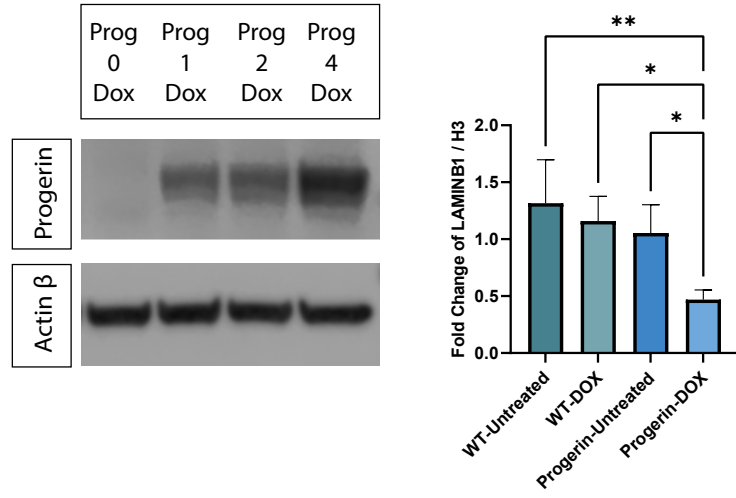 Prog Prog Prog Prog
0 1 2 4
Dox Dox Dox Dox
Progerin
Actin β
**
*
*
Fold Change of LAMINB1 / H3
2.0
1.5
1.0
0.5
0.0
WT-Untreated
WT-DOX
Progerin-Untreated
Progerin-DOX